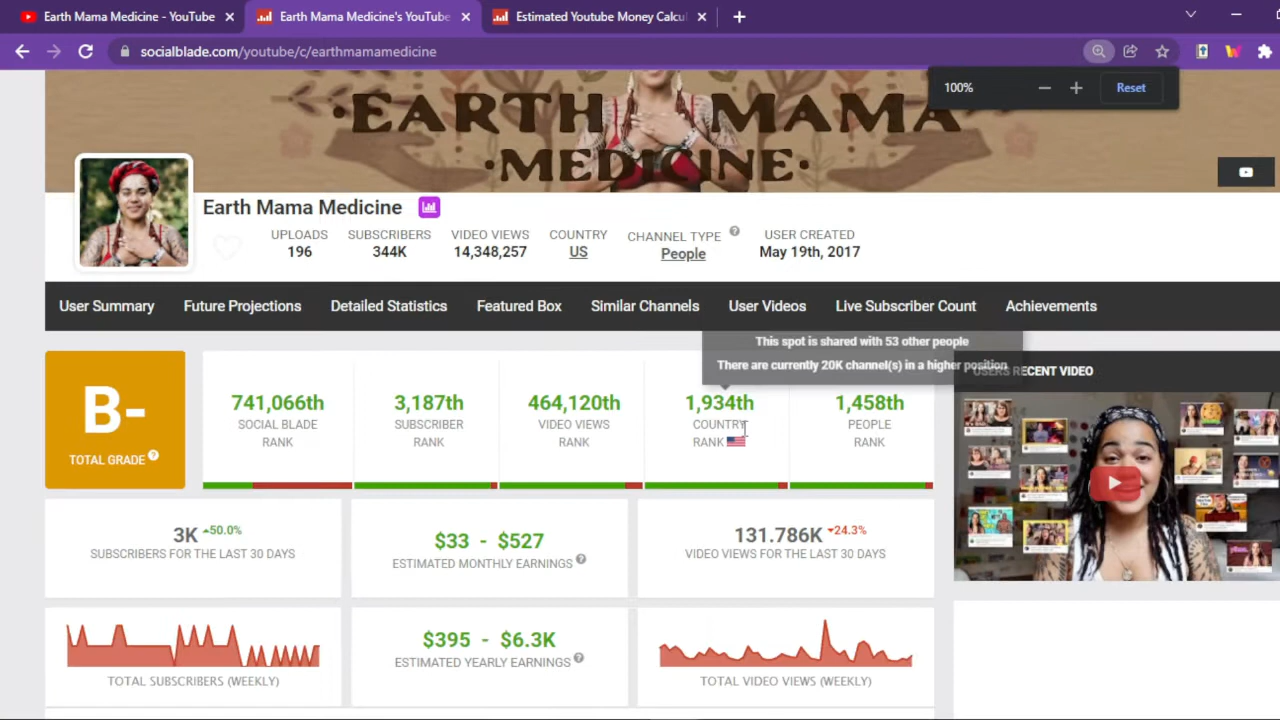 Earth Mama Medicine - YouTube
Earth Mama Medicine's YouTube
Estimated Youtube Money Calcu
socialblade.com/youtube/c/earthmamamedicine
100%
Reset
·EARTH MAMA
·MEDICINE·
Earth Mama Medicine
UPLOADS
196
SUBSCRIBERS
344K
VIDEO VIEWS
14,348,257
COUNTRY
US
CHANNEL TYPE
People
USER CREATED
May 19th, 2017
User Summary
Future Projections
Detailed Statistics
Featured Box
Similar Channels
User Videos
Live Subscriber Count
Achievements
This spot is shared with 53 other people
There are currently 20K channel(s) in a higher position
USERS RECENT VIDEO
B-
TOTAL GRADE
741,066th
SOCIAL BLADE
RANK
3,187th
SUBSCRIBER
RANK
464,120th
VIDEO VIEWS
RANK
1,934th
COUNTRY
RANK
1,458th
PEOPLE
RANK
3K 50.0%
SUBSCRIBERS FOR THE LAST 30 DAYS
$33 - $527
ESTIMATED MONTHLY EARNINGS
131.786K 24.3%
VIDEO VIEWS FOR THE LAST 30 DAYS
TOTAL SUBSCRIBERS (WEEKLY)
$395 - $6.3K
ESTIMATED YEARLY EARNINGS
TOTAL VIDEO VIEWS (WEEKLY)